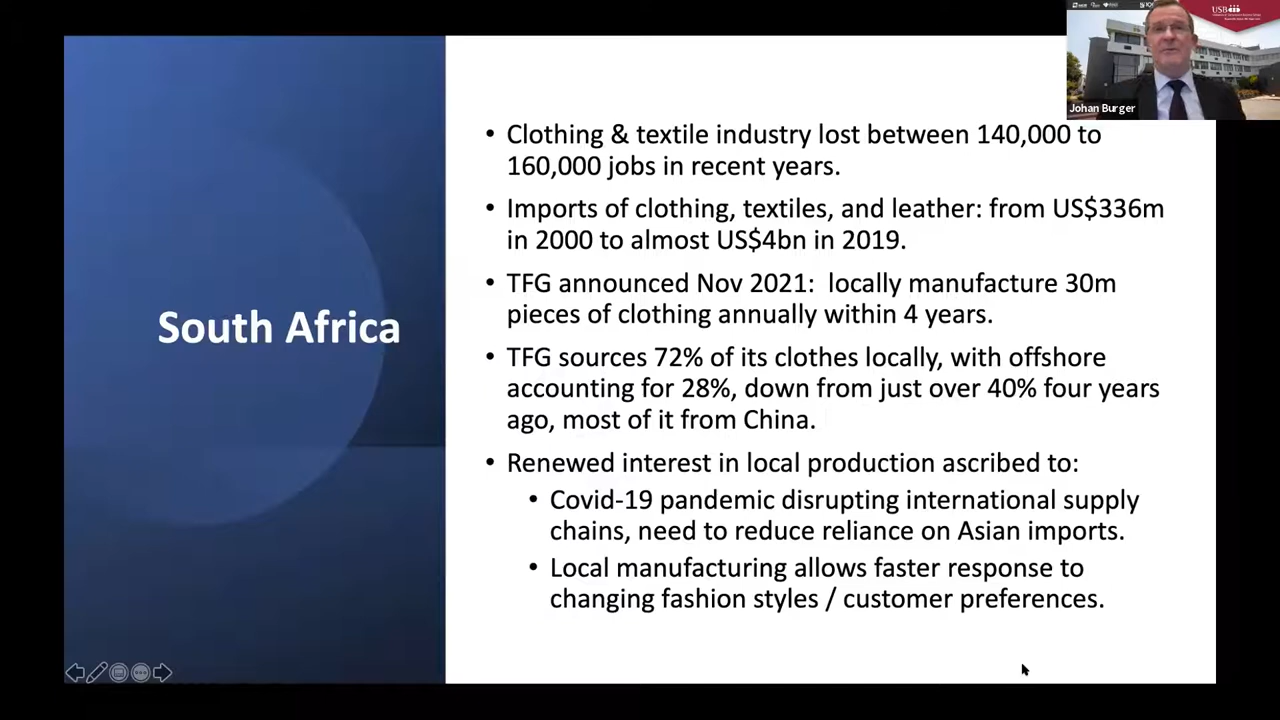 USB
Johan Burger
South Africa
• Clothing & textile industry lost between 140,000 to
160,000 jobs in recent years.
• Imports of clothing, textiles, and leather: from US$336m
in 2000 to almost US$4bn in 2019.
• TFG announced Nov 2021: locally manufacture 30m
pieces of clothing annually within 4 years.
• TFG sources 72% of its clothes locally, with offshore
accounting for 28%, down from just over 40% four years
ago, most of it from China.
• Renewed interest in local production ascribed to:
• Covid-19 pandemic disrupting international supply
chains, need to reduce reliance on Asian imports.
• Local manufacturing allows faster response to
changing fashion styles / customer preferences.